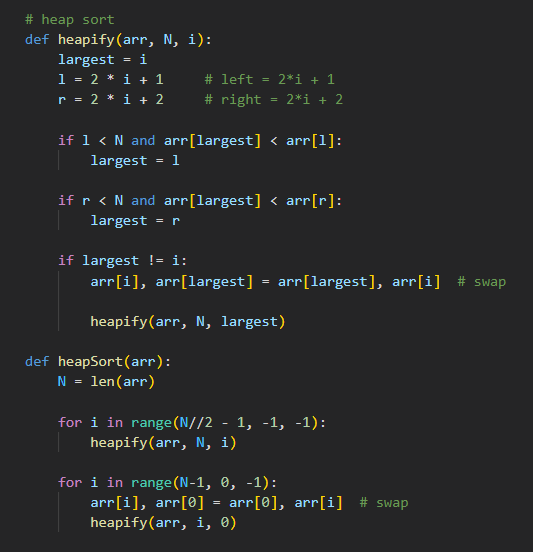 # heap sort
def heapify(arr, N, i):
    largest = i
    l = 2 * i + 1     # left = 2*i + 1
    r = 2 * i + 2     # right = 2*i + 2

    if l < N and arr[largest] < arr[l]:
        largest = l

    if r < N and arr[largest] < arr[r]:
        largest = r

    if largest != i:
        arr[i], arr[largest] = arr[largest], arr[i]  # swap

        heapify(arr, N, largest)

def heapSort(arr):
    N = len(arr)

    for i in range(N//2 - 1, -1, -1):
        heapify(arr, N, i)

    for i in range(N-1, 0, -1):
        arr[i], arr[0] = arr[0], arr[i]  # swap
        heapify(arr, i, 0)